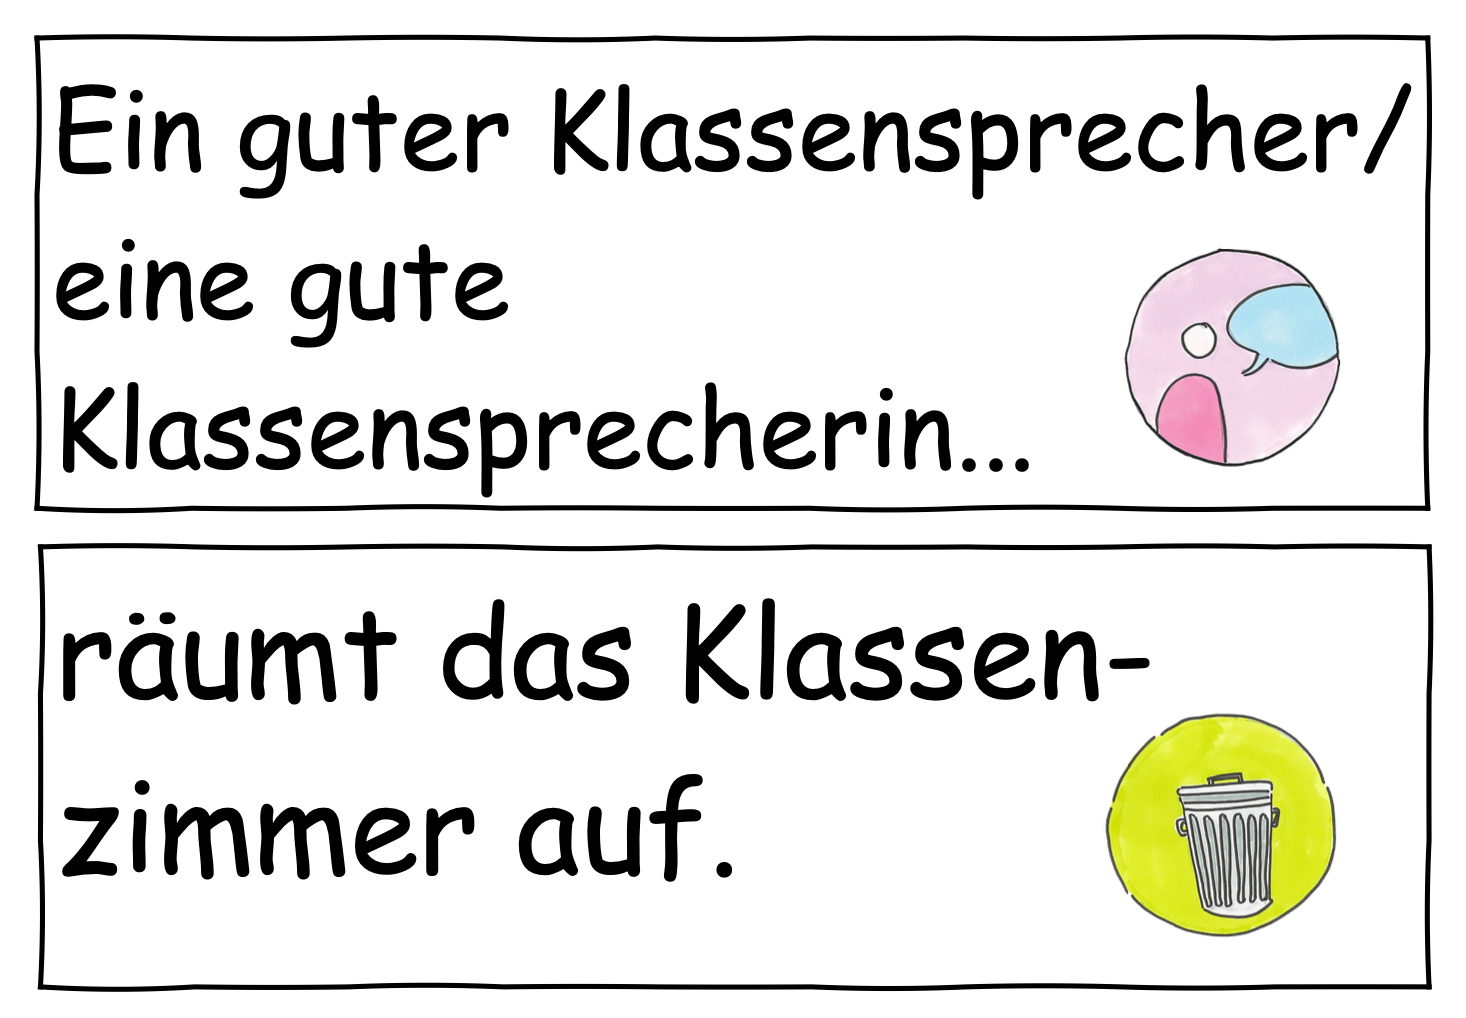 Ein guter Klassensprecher/
eine gute
Klassensprecherin...
räumt das Klassen-
zimmer auf.